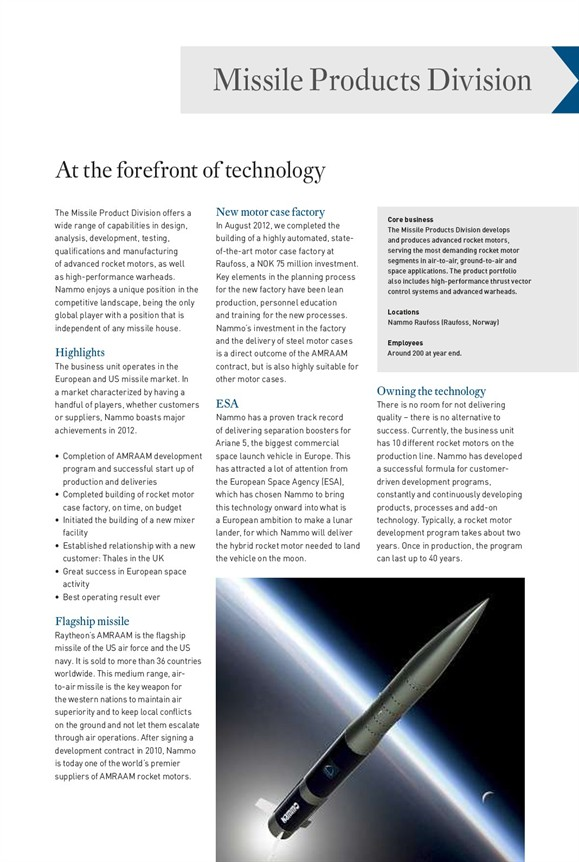 Missile Products Division
At the forefront of technology
The Missile Product Division offers a
wide range of capabilities in design,
analysis, development, testing,
qualifications and manufacturing
of advanced rocket motors, as well
as high-performance warheads.
Nammo enjoys a unique position in the
competitive landscape, being the only
global player with a position that is
independent of any missile house.
Highlights
The business unit operates in the
European and US missile market. In
a market characterized by having a
handful of players, whether customers
or suppliers, Nammo boasts major
achievements in 2012.
• Completion of AMRAAM development
program and successful start up of
production and deliveries
• Completed building of rocket motor
case factory, on time, on budget
• Initiated the building of a new mixer
facility
• Established relationship with a new
customer: Thales in the UK
• Great success in European space
activity
• Best operating result ever
Flagship missile
Raytheon's AMRAAM is the flagship
missile of the US air force and the US
navy. It is sold to more than 36 countries
worldwide. This medium range, air-
to-air missile is the key weapon for
the western nations to maintain air
superiority and to keep local conflicts
on the ground and not let them escalate
through air operations. After signing a
development contract in 2010, Nammo
is today one of the world's premier
suppliers of AMRAAM rocket motors.
New motor case factory
In August 2012, we completed the
building of a highly automated, state-
of-the-art motor case factory at
Raufoss, a NOK 75 million investment.
Key elements in the planning process
for the new factory have been lean
production, personnel education
and training for the new processes.
Nammo's investment in the factory
and the delivery of steel motor cases
is a direct outcome of the AMRAAM
contract, but is also highly suitable for
other motor cases.
ESA
Nammo has a proven track record
of delivering separation boosters for
Ariane 5, the biggest commercial
space launch vehicle in Europe. This
has attracted a lot of attention from
the European Space Agency (ESA),
which has chosen Nammo to bring
this technology onward into what is
a European ambition to make a lunar
lander, for which Nammo will deliver
the hybrid rocket motor needed to land
the vehicle on the moon.
Core business
The Missile Products Division develops
and produces advanced rocket motors,
serving the most demanding rocket motor
segments in air-to-air, ground-to-air and
space applications. The product portfolio
also includes high-performance thrust vector
control systems and advanced warheads.
Locations
Nammo Raufoss (Raufoss, Norway)
Employees
Around 200 at year end.
Owning the technology
There is no room for not delivering
quality – there is no alternative to
success. Currently, the business unit
has 10 different rocket motors on the
production line. Nammo has developed
a successful formula for customer-
driven development programs,
constantly and continuously developing
products, processes and add-on
technology. Typically, a rocket motor
development program takes about two
years. Once in production, the program
can last up to 40 years.
Nammo